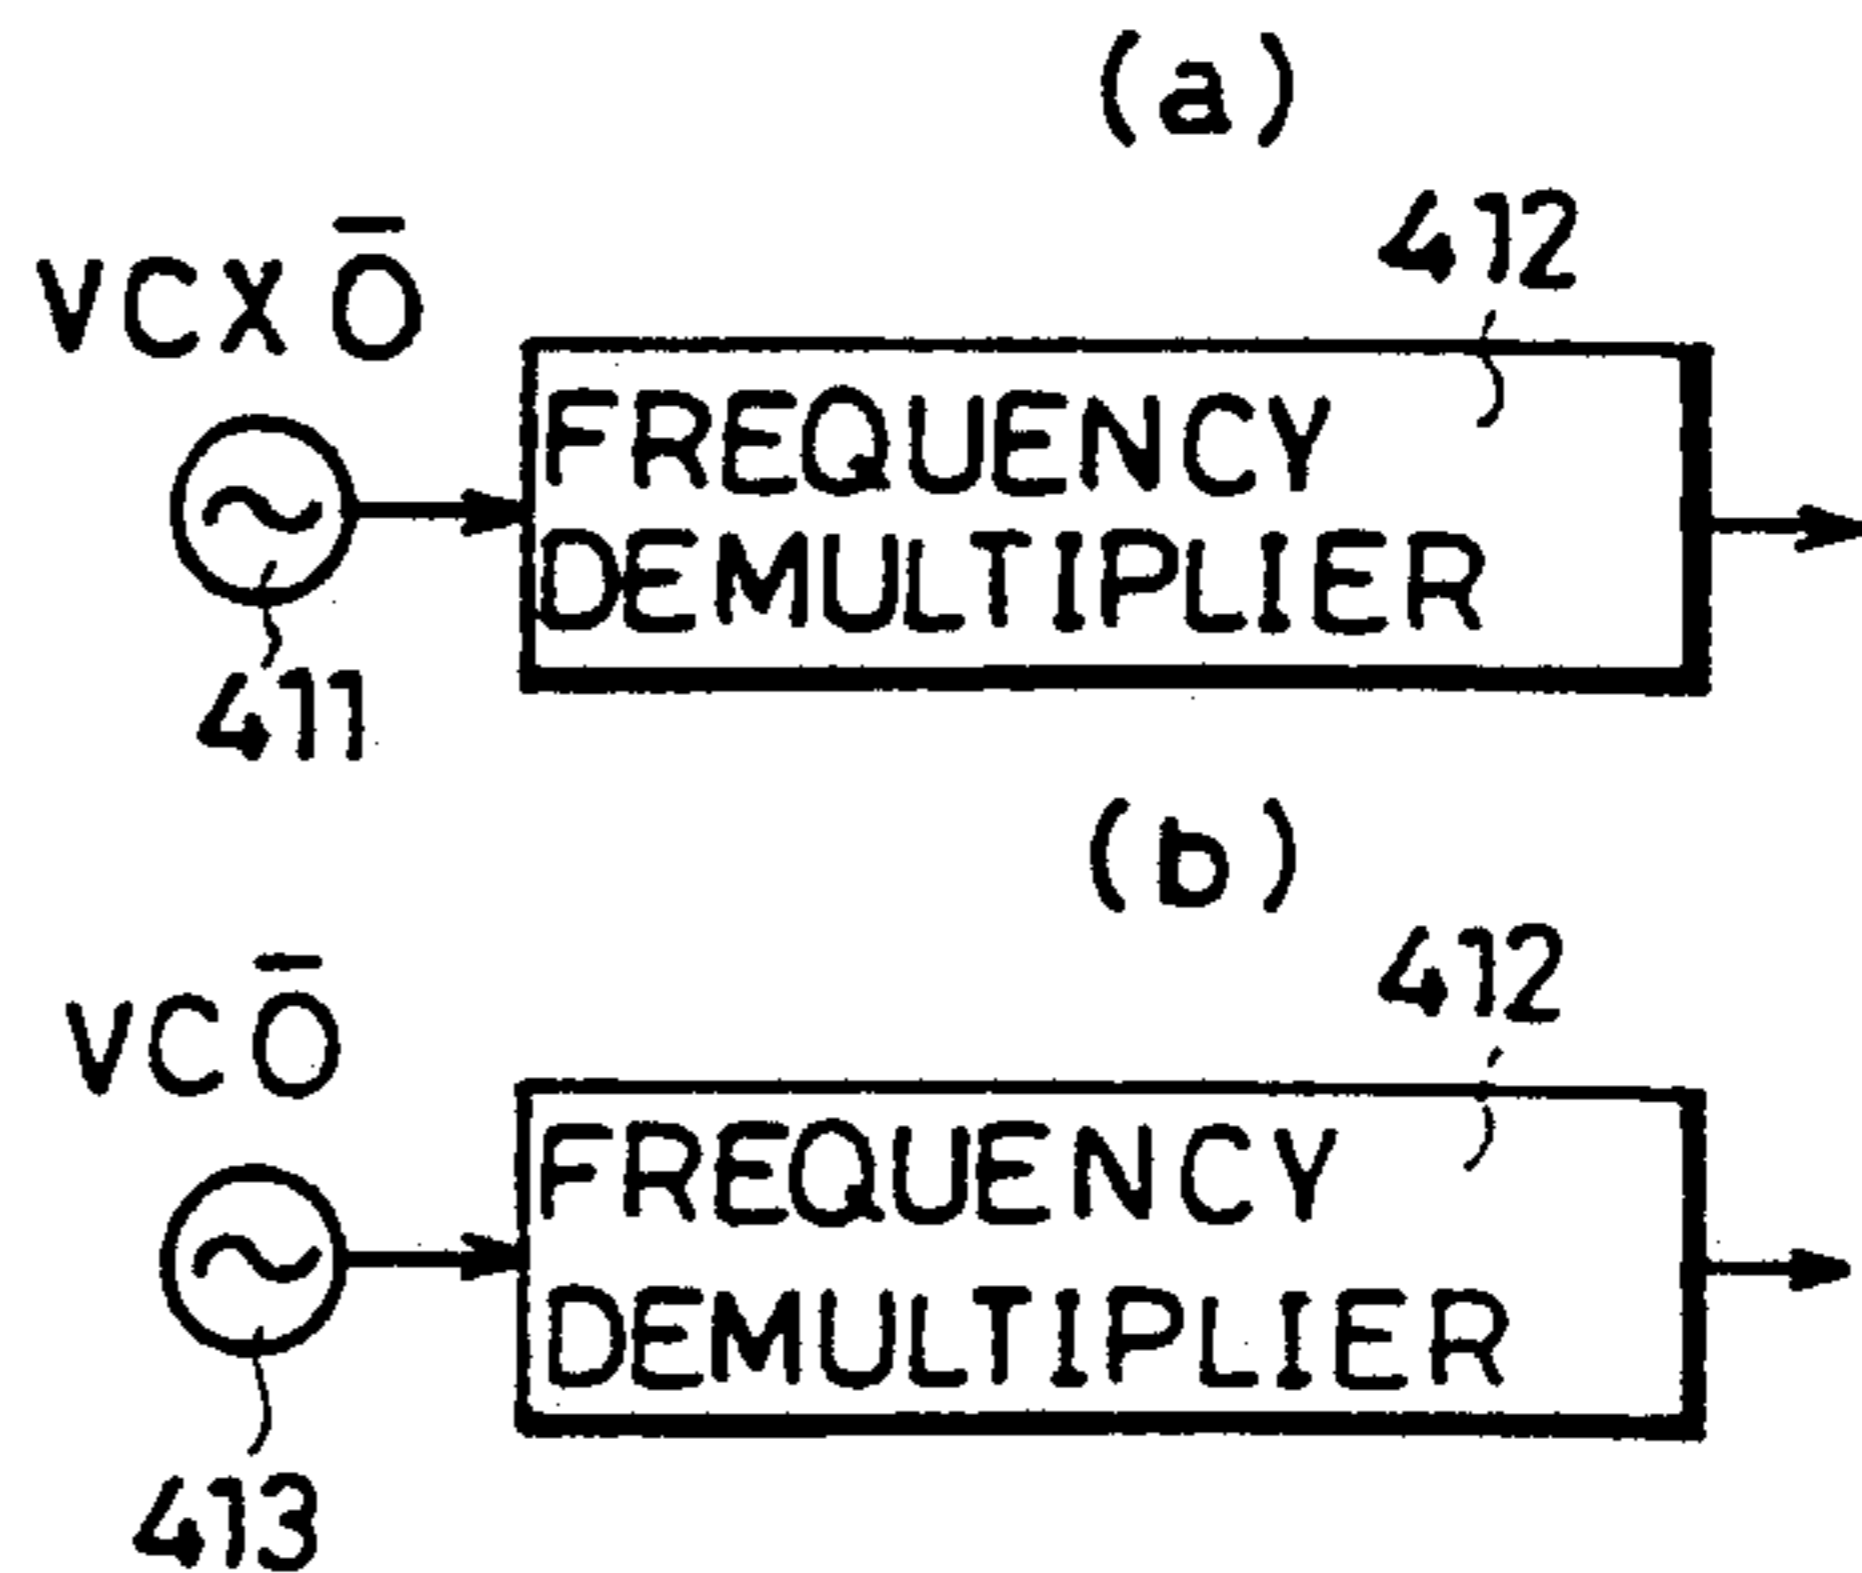 (a)
412
VCXŌ
FREQUENCY
DEMULTIPLIER
411
(b)
412
VCŌ
FREQUENCY
DEMULTIPLIER
413